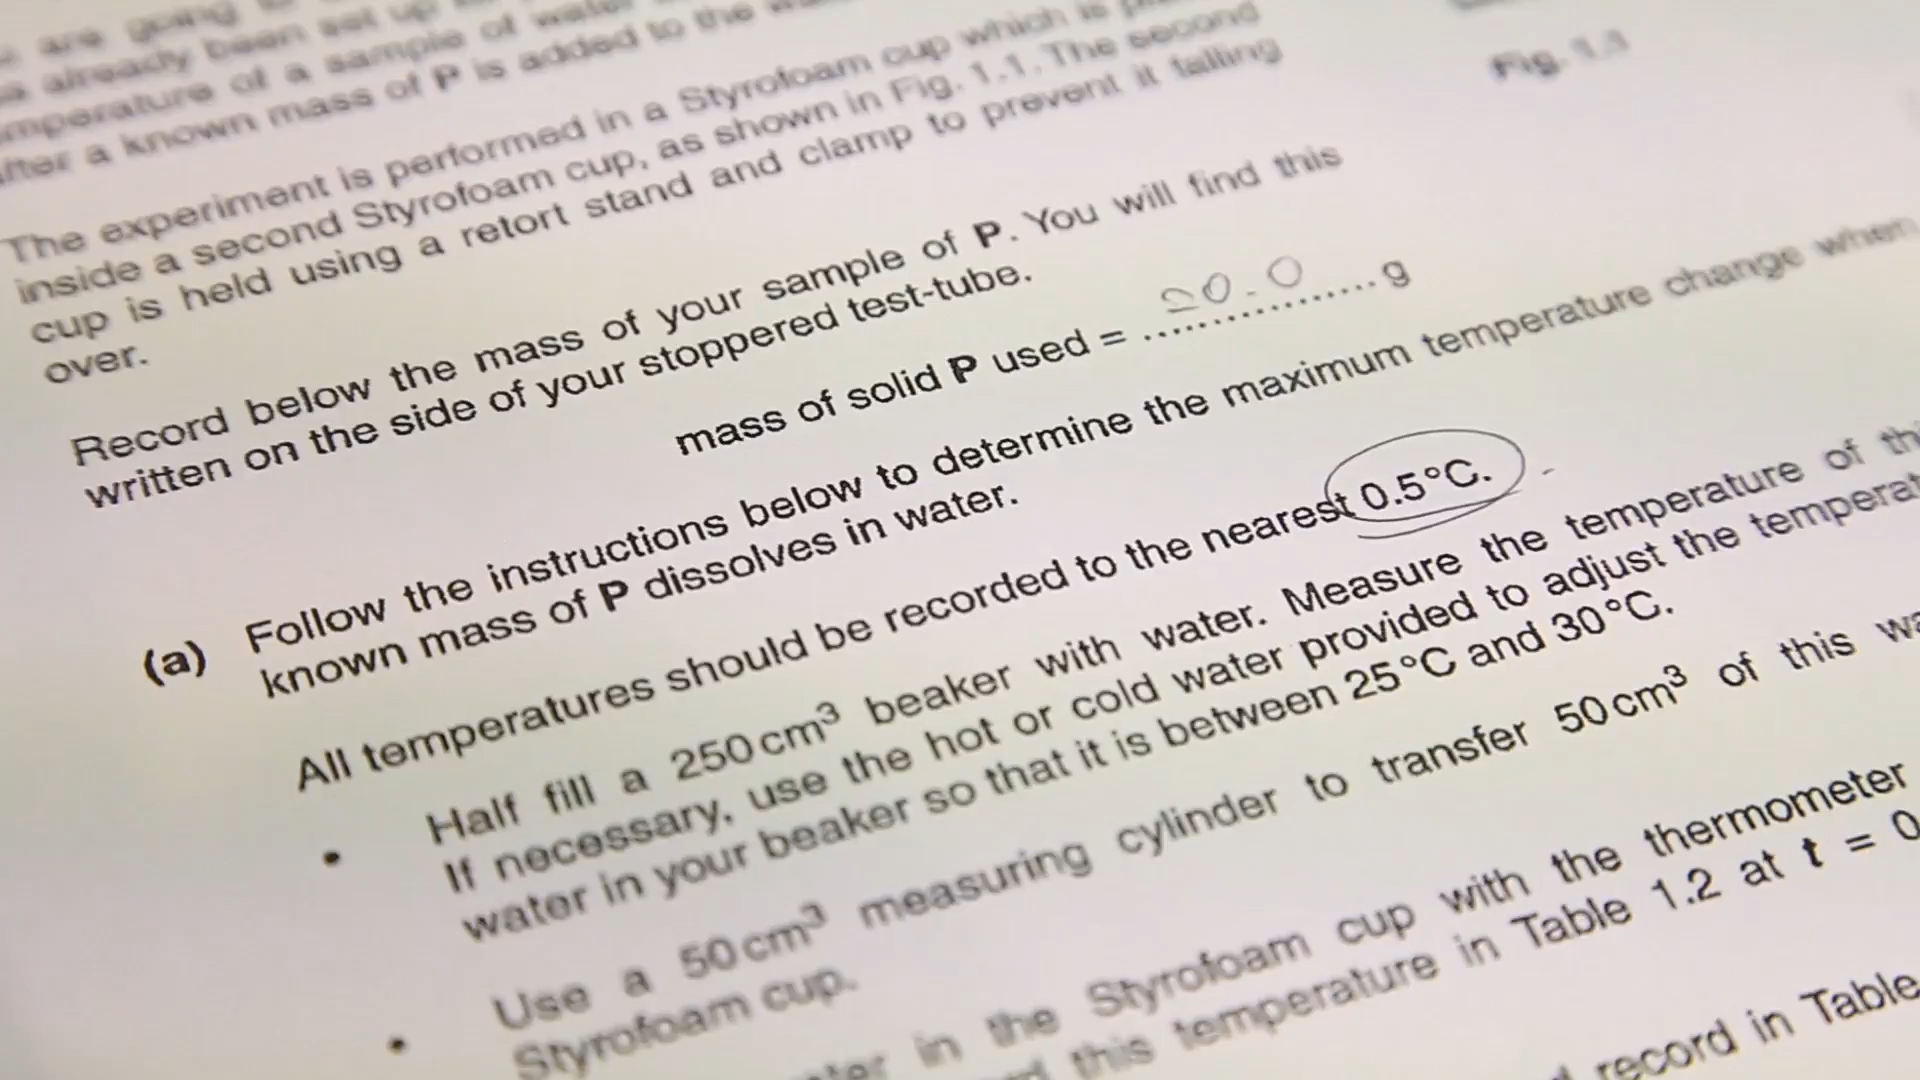 are going to
already been set up
temperature of a sample of water
after a known mass of P is added to the
Fig. 1.1
The experiment is performed in a Styrofoam cup which is
inside a second Styrofoam cup, as shown in Fig. 1.1. The second
cup is held using a retort stand and clamp to prevent it falling
over.
Record below the mass of your sample of P. You will find this
written on the side of your stoppered test-tube.
mass of solid P used = 20.0 g
(a) Follow the instructions below to determine the maximum temperature change when
known mass of P dissolves in water.
All temperatures should be recorded to the nearest 0.5°C.
• Half fill a 250 cm³ beaker with water. Measure the temperature of
If necessary, use the hot or cold water provided to adjust the
water in your beaker so that it is between 25°C and 30°C.
• Use a 50 cm³ measuring cylinder to transfer 50 cm³ of this
Styrofoam cup.
in the Styrofoam cup with the thermometer
this temperature in Table 1.2 at t = 0
record in Table